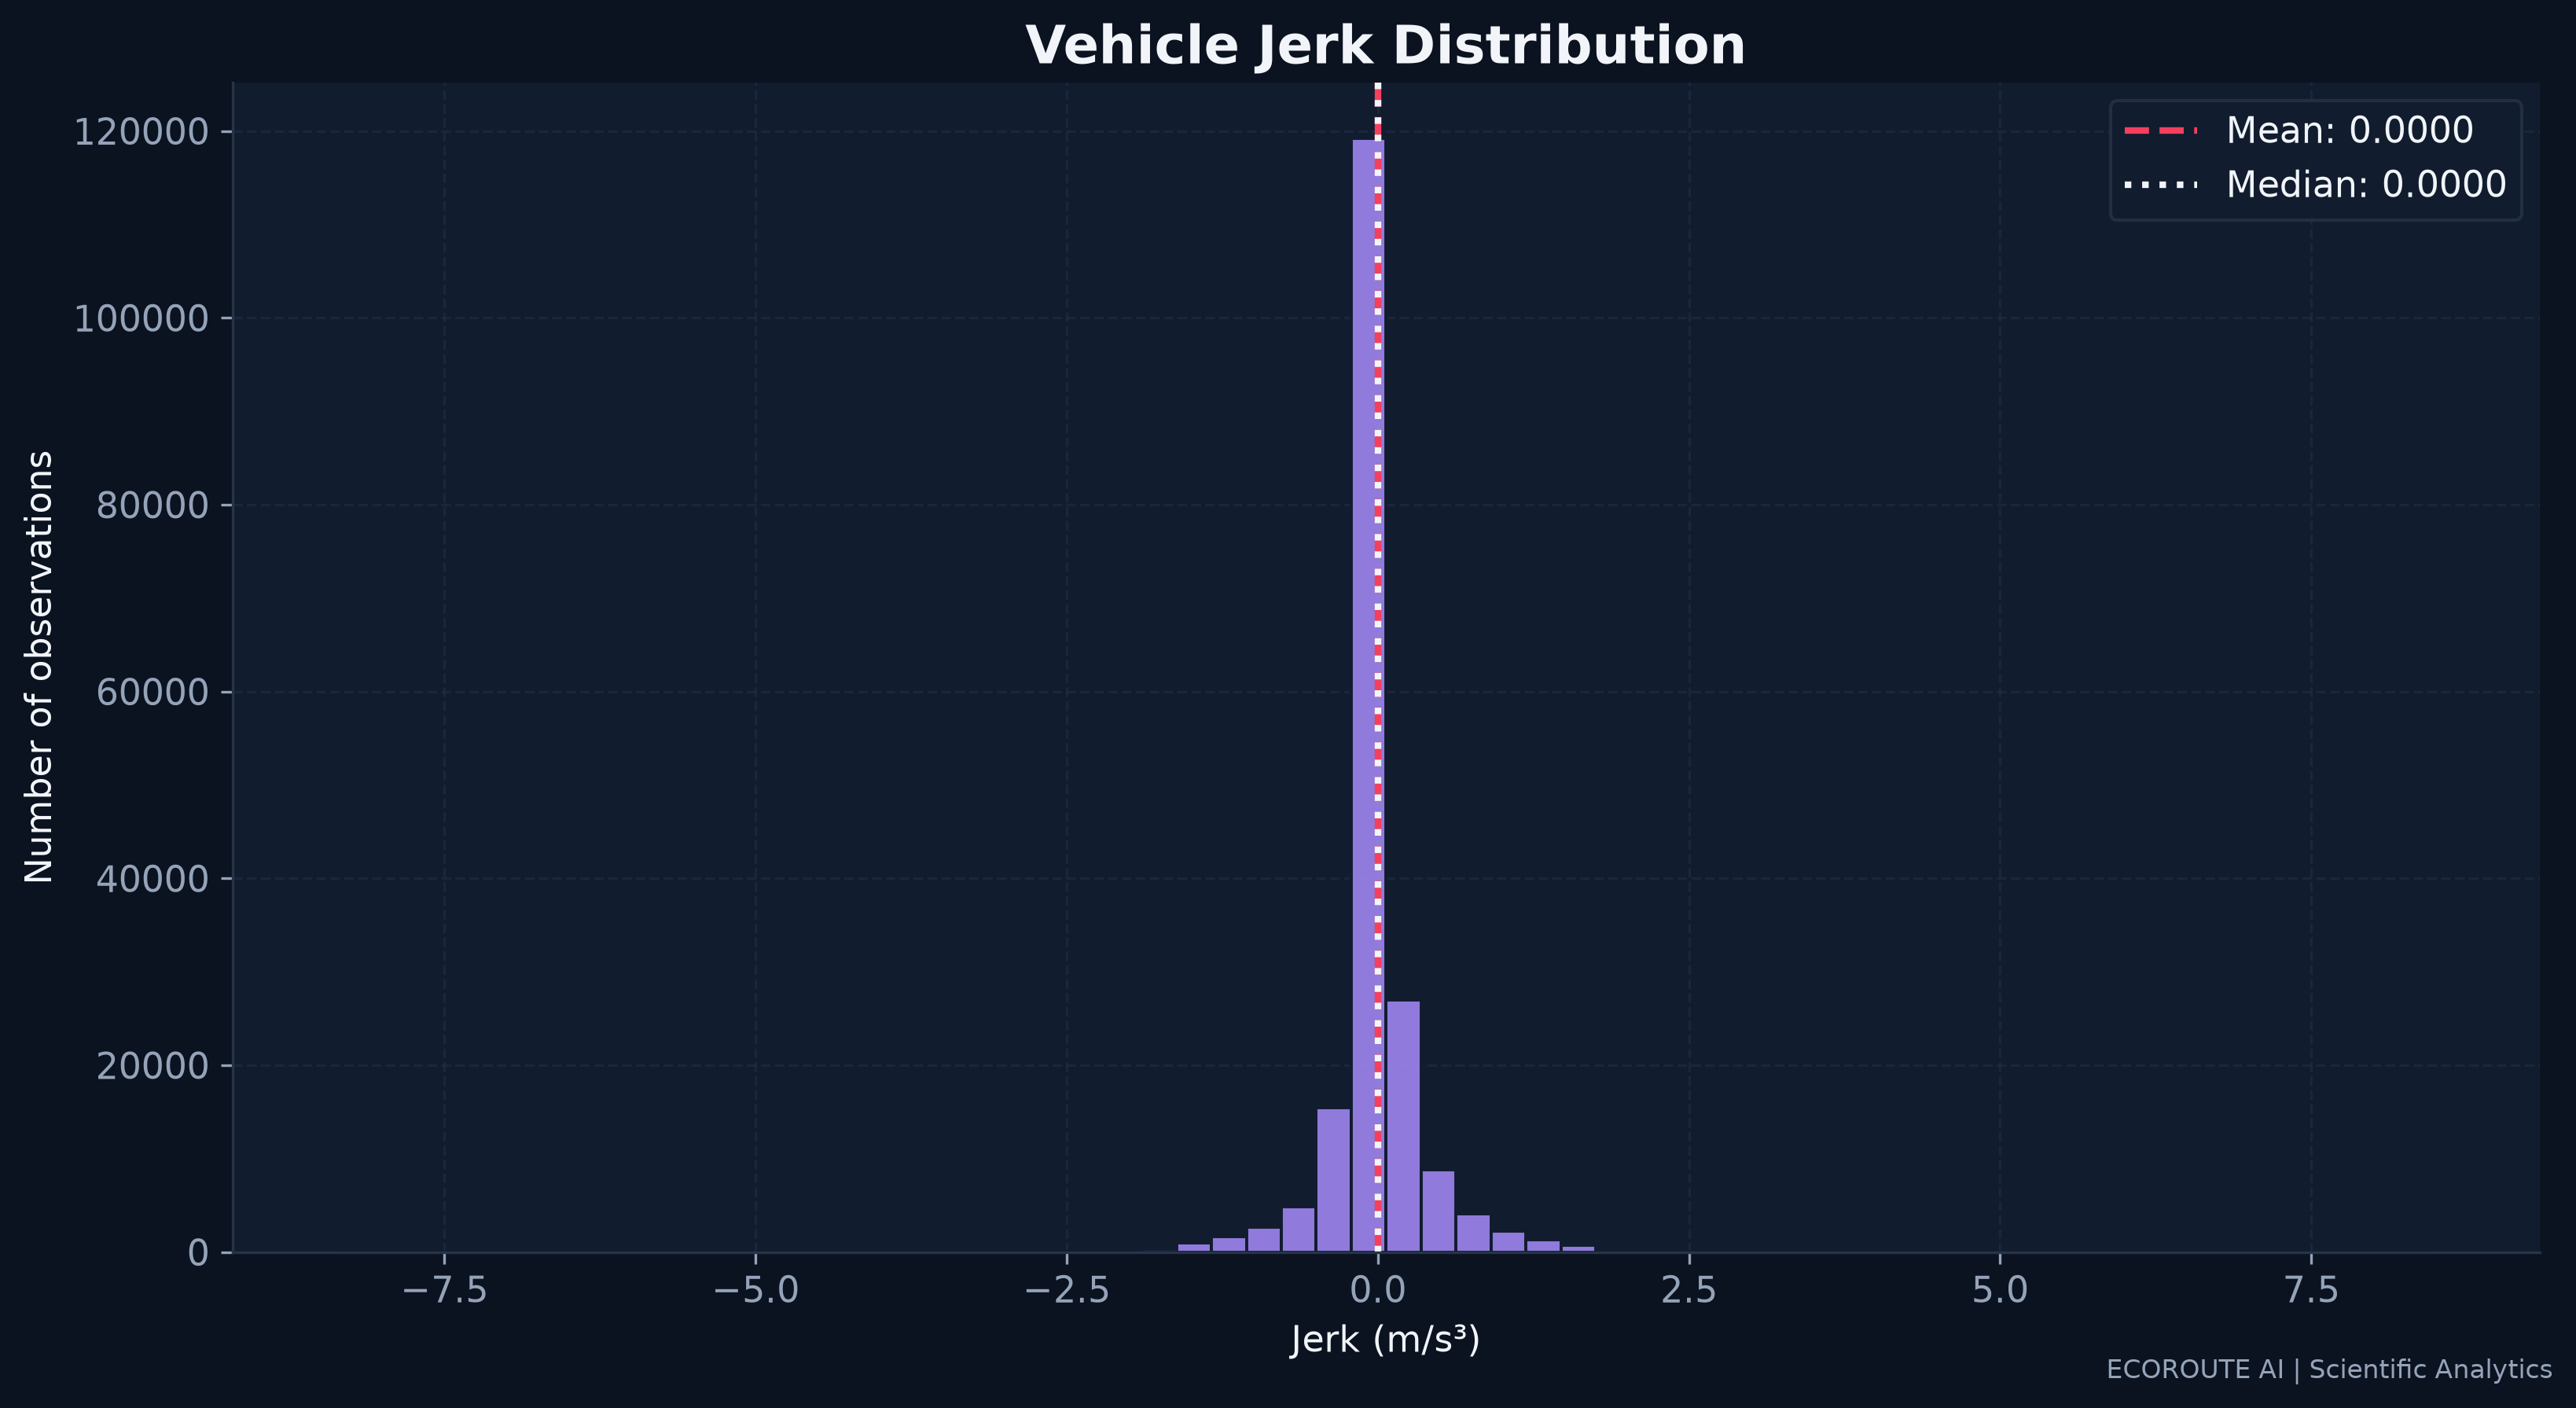 Vehicle Jerk Distribution
Mean: 0.0000
Median: 0.0000
Number of observations
120000
100000
80000
60000
40000
20000
0
−7.5
−5.0
−2.5
0.0
2.5
5.0
7.5
Jerk (m/s³)
ECOROUTE AI | Scientific Analytics